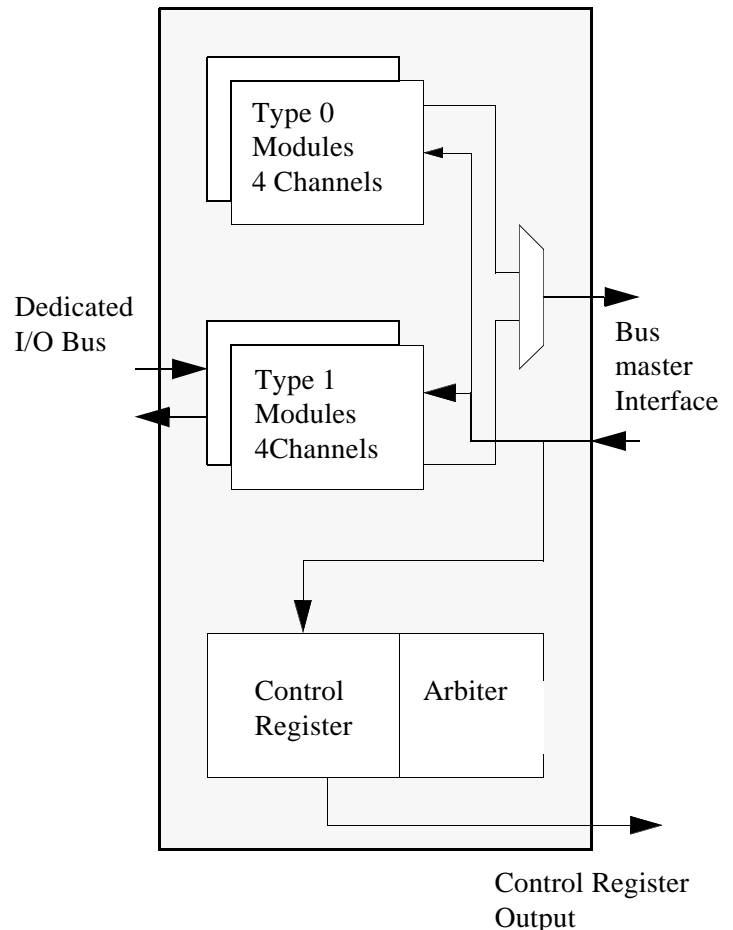 Type 0
Modules
4 Channels
Dedicated
I/O Bus
Type 1
Modules
4Channels
Bus
master
Interface
Control
Register
Arbiter
Control Register
Output